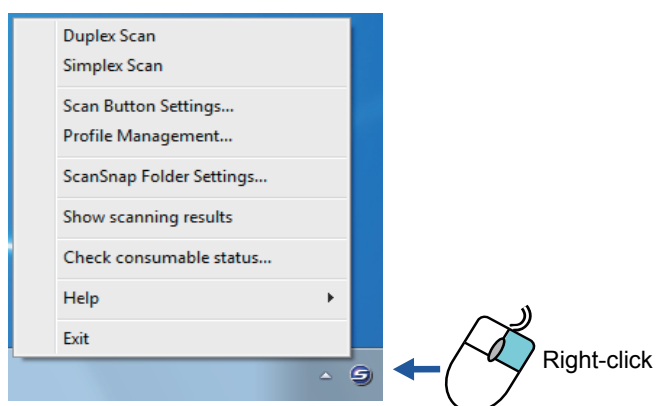 Duplex Scan
Simplex Scan
Scan Button Settings...
Profile Management...
ScanSnap Folder Settings...
Show scanning results
Check consumable status...
Help
Exit
Right-click